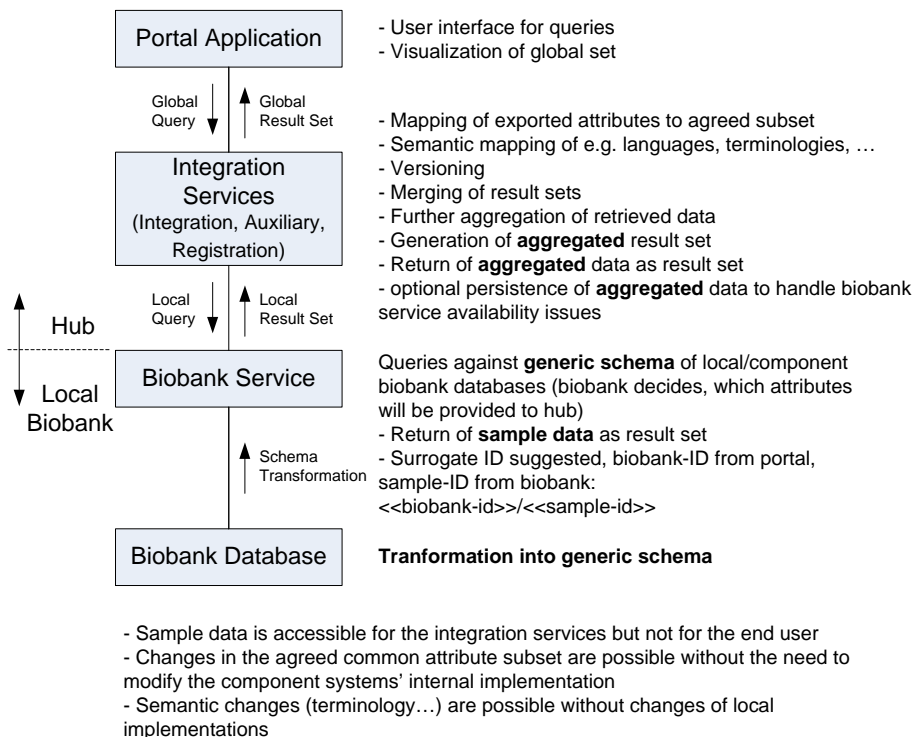 Portal Application
- User interface for queries
- Visualization of global set
Global
Query
Global
Result Set
Integration
Services
(Integration, Auxiliary,
Registration)
- Mapping of exported attributes to agreed subset
- Semantic mapping of e.g. languages, terminologies, …
- Versioning
- Merging of result sets
- Further aggregation of retrieved data
- Generation of aggregated result set
- Return of aggregated data as result set
- optional persistence of aggregated data to handle biobank
service availability issues
Local
Query
Local
Result Set
Hub
Local
Biobank
Biobank Service
Queries against generic schema of local/component
biobank databases (biobank decides, which attributes
will be provided to hub)
- Return of sample data as result set
- Surrogate ID suggested, biobank-ID from portal,
sample-ID from biobank:
<<biobank-id>>/<<sample-id>>
Schema
Transformation
Biobank Database
Tranformation into generic schema
- Sample data is accessible for the integration services but not for the end user
- Changes in the agreed common attribute subset are possible without the need to
modify the component systems’ internal implementation
- Semantic changes (terminology…) are possible without changes of local
implementations